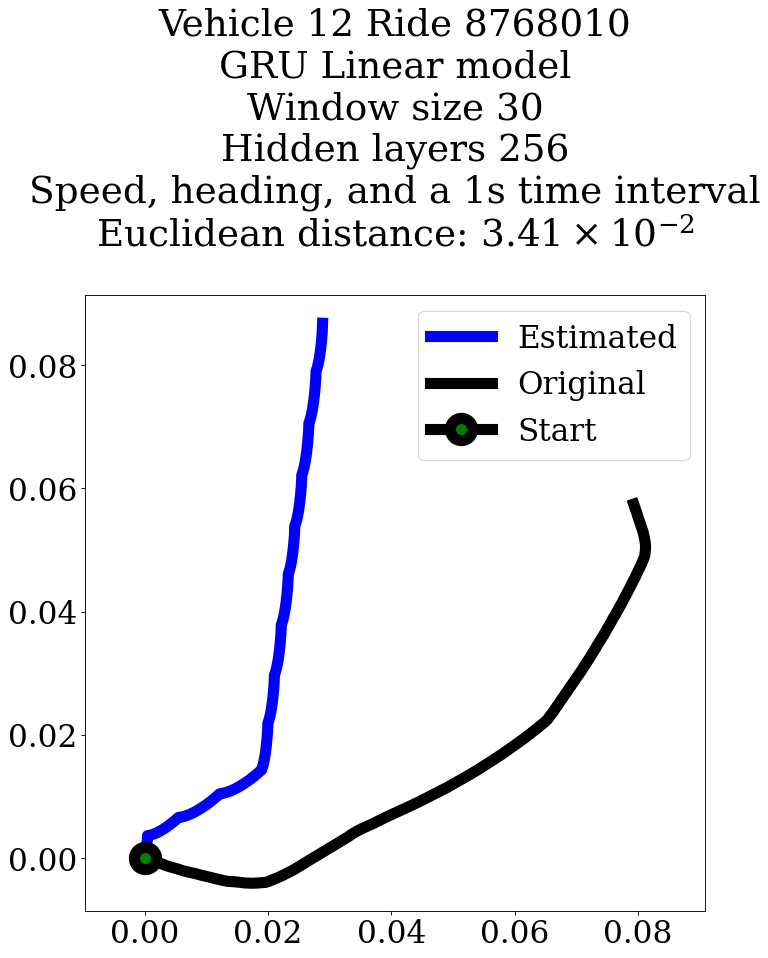 Vehicle 12 Ride 8768010
GRU Linear model
Window size 30
Hidden layers 256
Speed, heading, and a 1s time interval
Euclidean distance: 3.41 × 10⁻²
Estimated
Original
Start
0.08
0.06
0.04
0.02
0.00
0.00 0.02 0.04 0.06 0.08